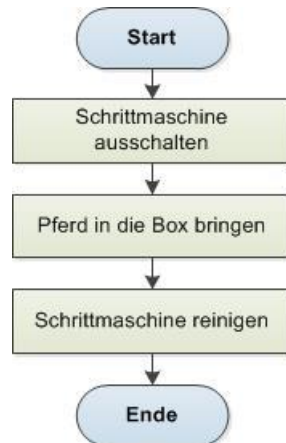 Start
Schrittmaschine
ausschalten
Pferd in die Box bringen
Schrittmaschine reinigen
Ende